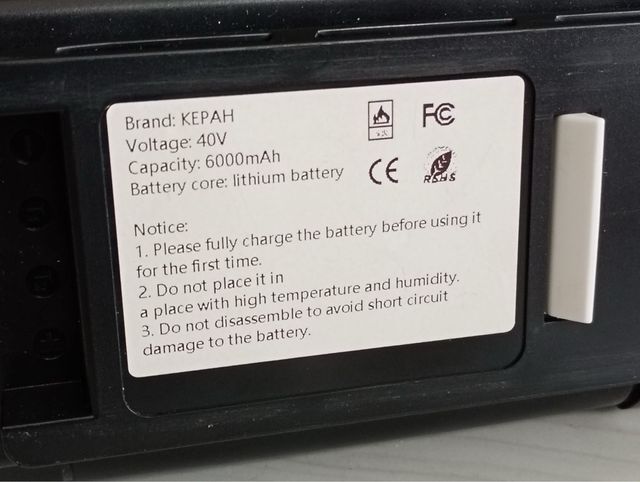 Brand: KEPAH
Voltage: 40V
Capacity: 6000mAh
Battery core: lithium battery
FC
CE
RSHS
Notice:
1. Please fully charge the battery before using it
for the first time.
2. Do not place it in
a place with high temperature and humidity.
3. Do not disassemble to avoid short circuit
damage to the battery.